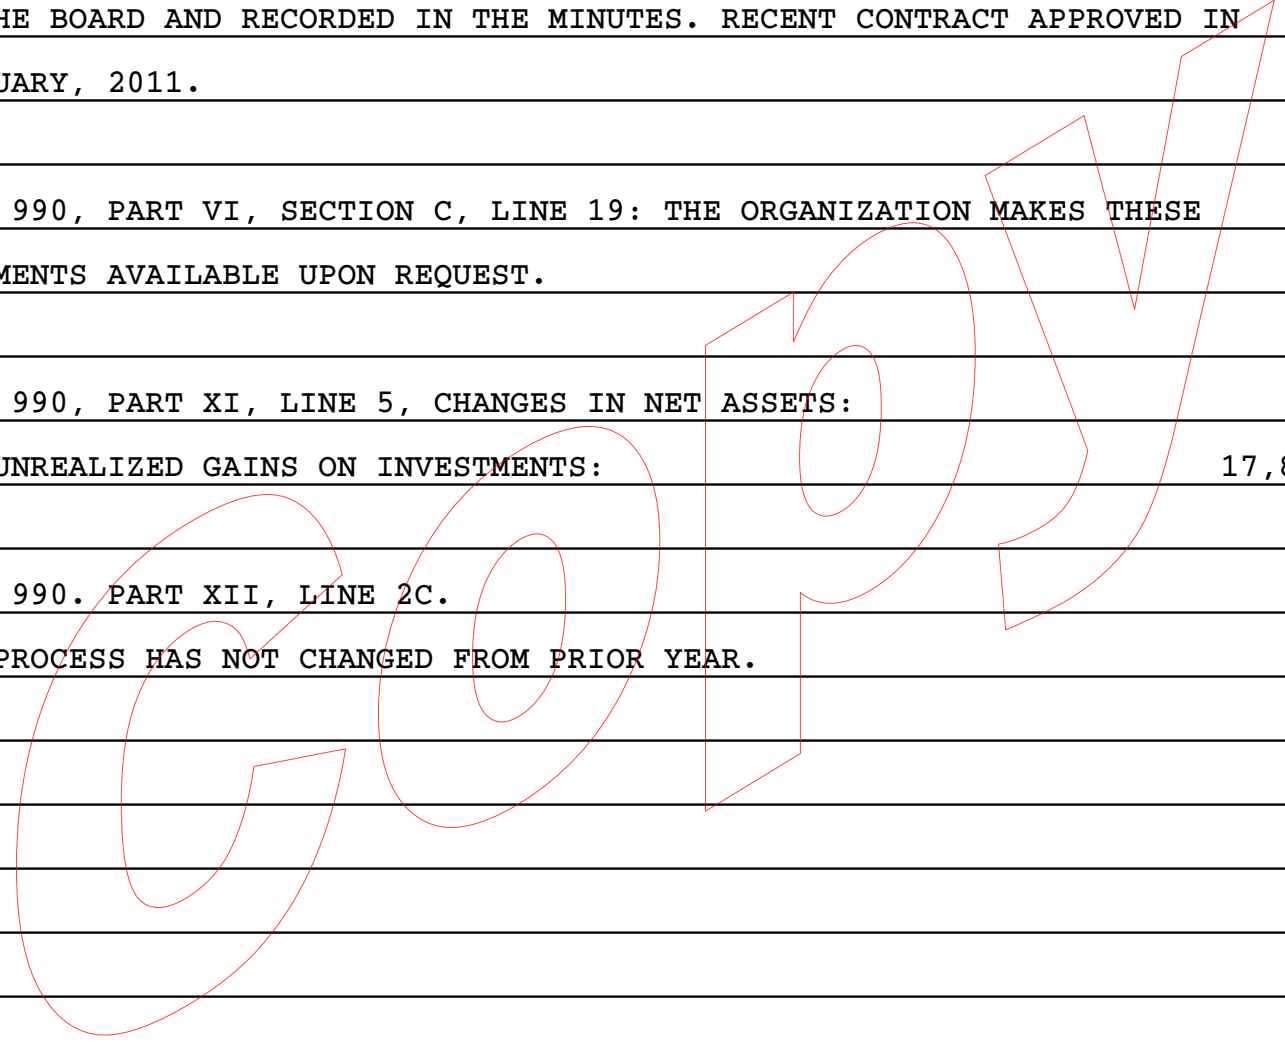 HE BOARD AND RECORDED IN THE MINUTES. RECENT CONTRACT APPROVED IN
UARY, 2011.
990, PART VI, SECTION C, LINE 19: THE ORGANIZATION MAKES THESE
MENTS AVAILABLE UPON REQUEST.
990, PART XI, LINE 5, CHANGES IN NET ASSETS:
UNREALIZED GAINS ON INVESTMENTS: 17,8
990. PART XII, LINE 2C.
PROCESS HAS NOT CHANGED FROM PRIOR YEAR.
Copy